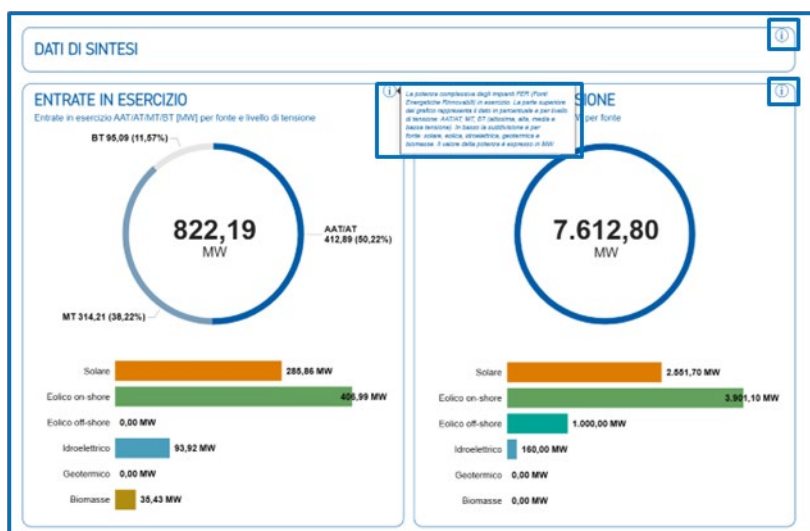 DATI DI SINTESI
ENTRATE IN ESERCIZIO
Entrate in esercizio AAT/AT/MT/BT [MW] per fonte e livello di tensione
BT 95,09 (11,57%)
822,19
MW
AAT/AT
412,89 (50,22%)
MT 314,21 (38,22%)
Solare 285,86 MW
Eolico on-shore 406,99 MW
Eolico off-shore 0,00 MW
Idroelettrico 93,92 MW
Geotermico 0,00 MW
Biomasse 35,43 MW
La potenza complessiva degli impianti FER (Fonti
Energetiche Rinnovabili) in esercizio. La parte superiore
del grafico rappresenta il dato in percentuale e per livello
di tensione: AAT/AT, MT, BT (altissima, alta, media e
bassa tensione). In basso la suddivisione è per
fonte: solare, eolica, idroelettrica, geotermica e
biomasse. Il valore della potenza è espresso in MW
SIONE
per fonte
7.612,80
MW
Solare 2.551,70 MW
Eolico on-shore 3.901,10 MW
Eolico off-shore 1.000,00 MW
Idroelettrico 160,00 MW
Geotermico 0,00 MW
Biomasse 0,00 MW